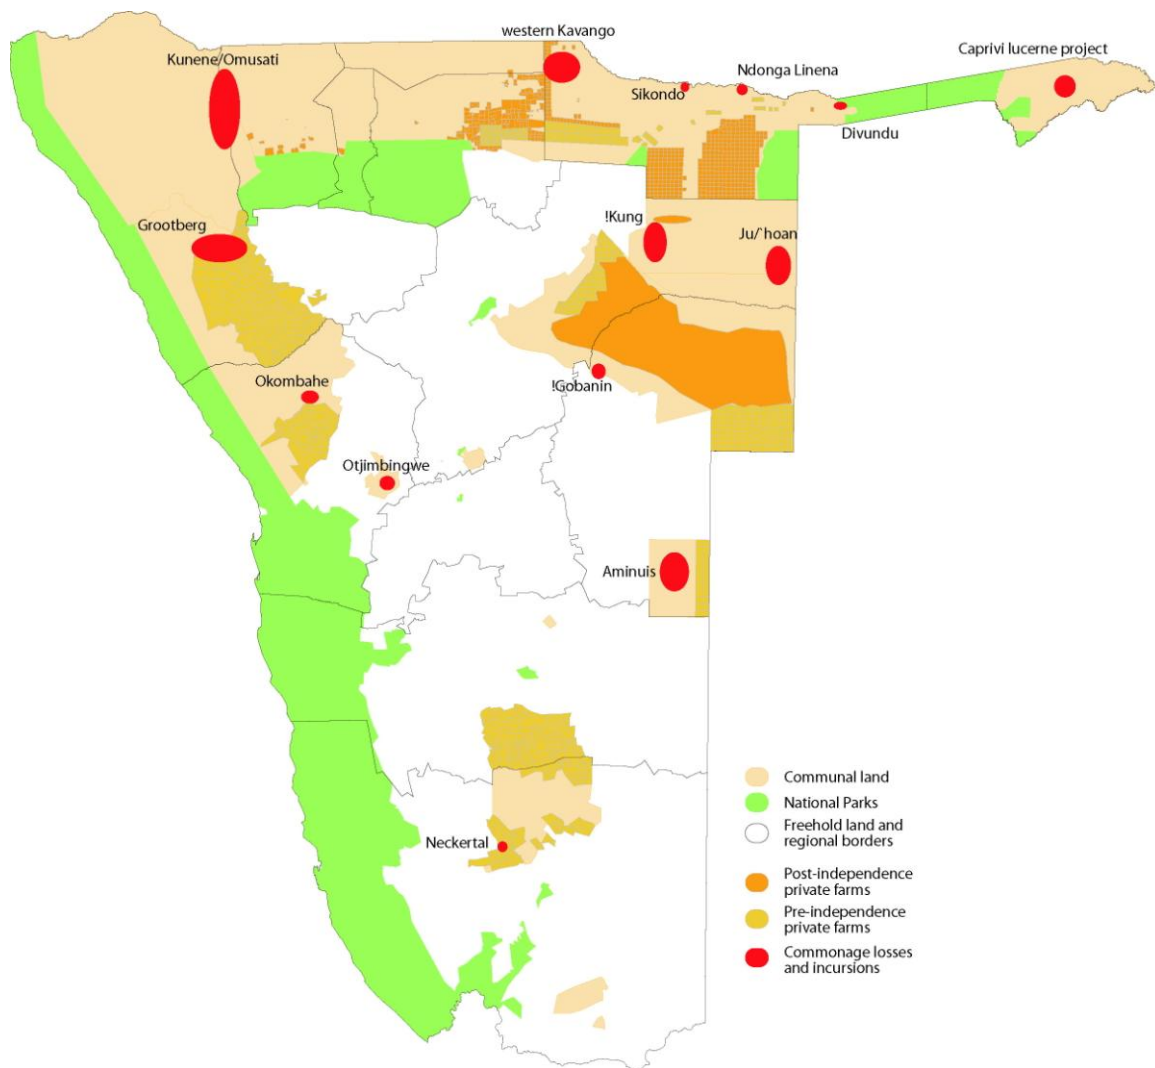 western Kavango
Caprivi lucerne project
Kunene/Omusati
Ndonga Linena
Sikondo
Divundu
Grootberg
!Kung
Ju/`hoan
Okombahe
!Gobanin
Otjimbingwe
Aminuis
Neckertal
Communal land
National Parks
Freehold land and
regional borders
Post-independence
private farms
Pre-independence
private farms
Commonage losses
and incursions